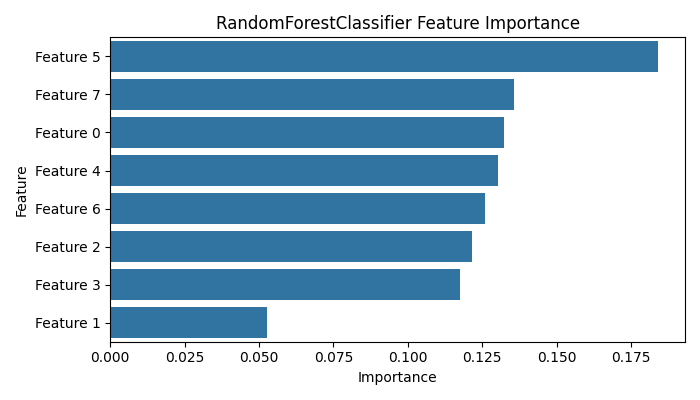 RandomForestClassifier Feature Importance
Feature 5
Feature 7
Feature 0
Feature 4
Feature 6
Feature 2
Feature 3
Feature 1
Feature
0.000 0.025 0.050 0.075 0.100 0.125 0.150 0.175
Importance